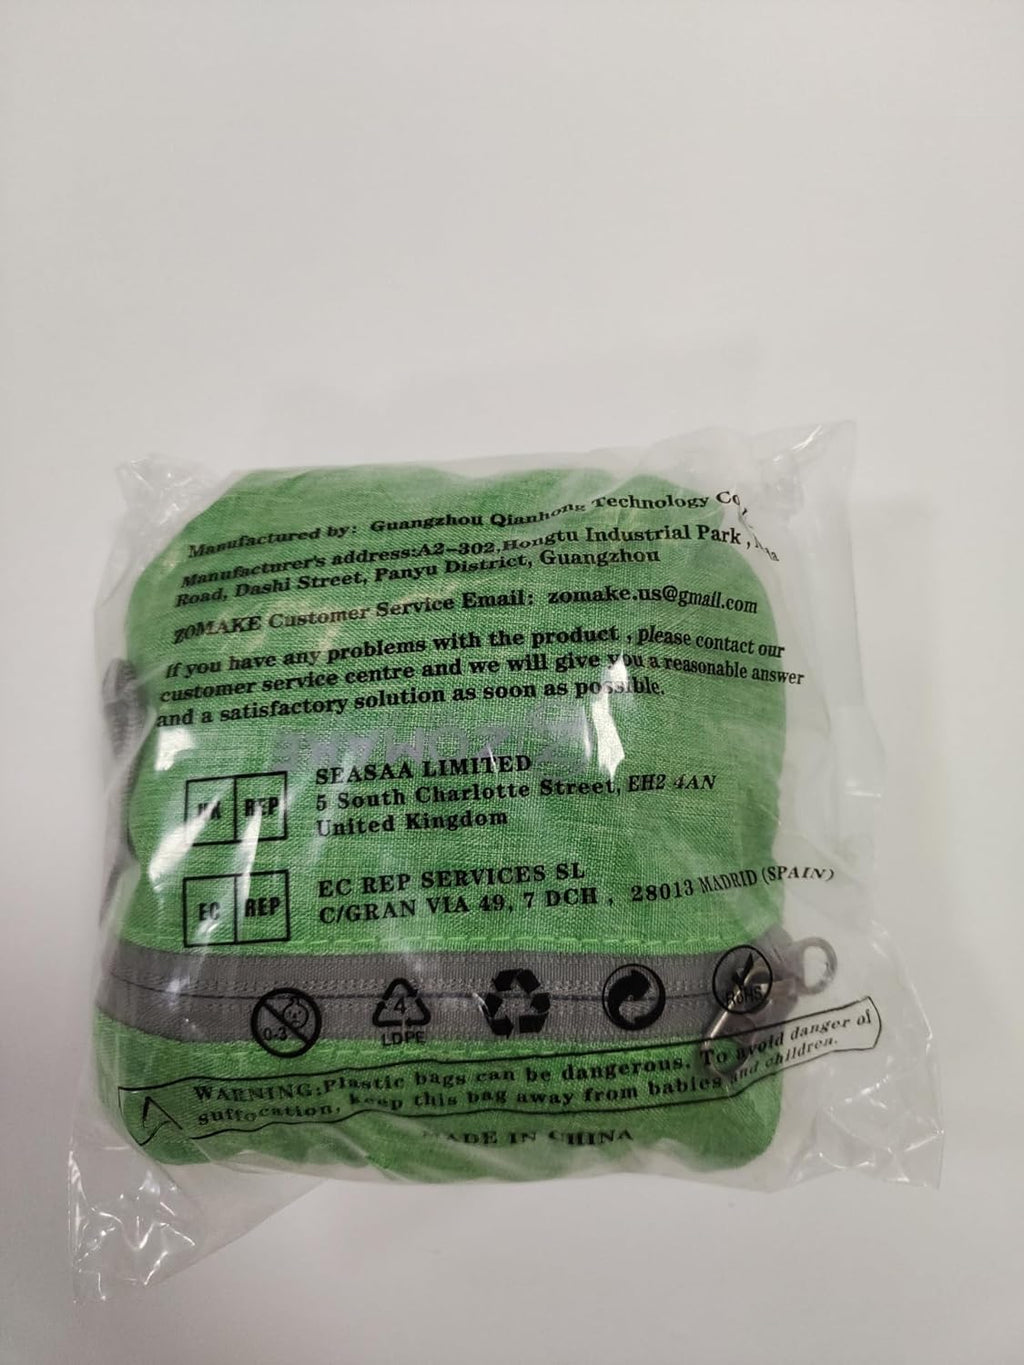 Manufactured by: Guangzhou Qianhong Technology Co
Manufacturer's address:A2-302,Hongtu Industrial Park ,
Road, Dashi Street, Panyu District, Guangzhou
ZOMAKE Customer Service Email: zomake.us@gmail.com
If you have any problems with the product , please contact our
customer service centre and we will give you a reasonable answer
and a satisfactory solution as soon as possible.
ZOMAKE
UK REP
SEASAA LIMITED
5 South Charlotte Street, EH2 4AN
United Kingdom
EC REP
EC REP SERVICES SL
C/GRAN VIA 49, 7 DCH , 28013 MADRID (SPAIN)
0-3
4
LDPE
RoHS
WARNING:Plastic bags can be dangerous. To avoid danger of
suffocation, keep this bag away from babies and children.
MADE IN CHINA